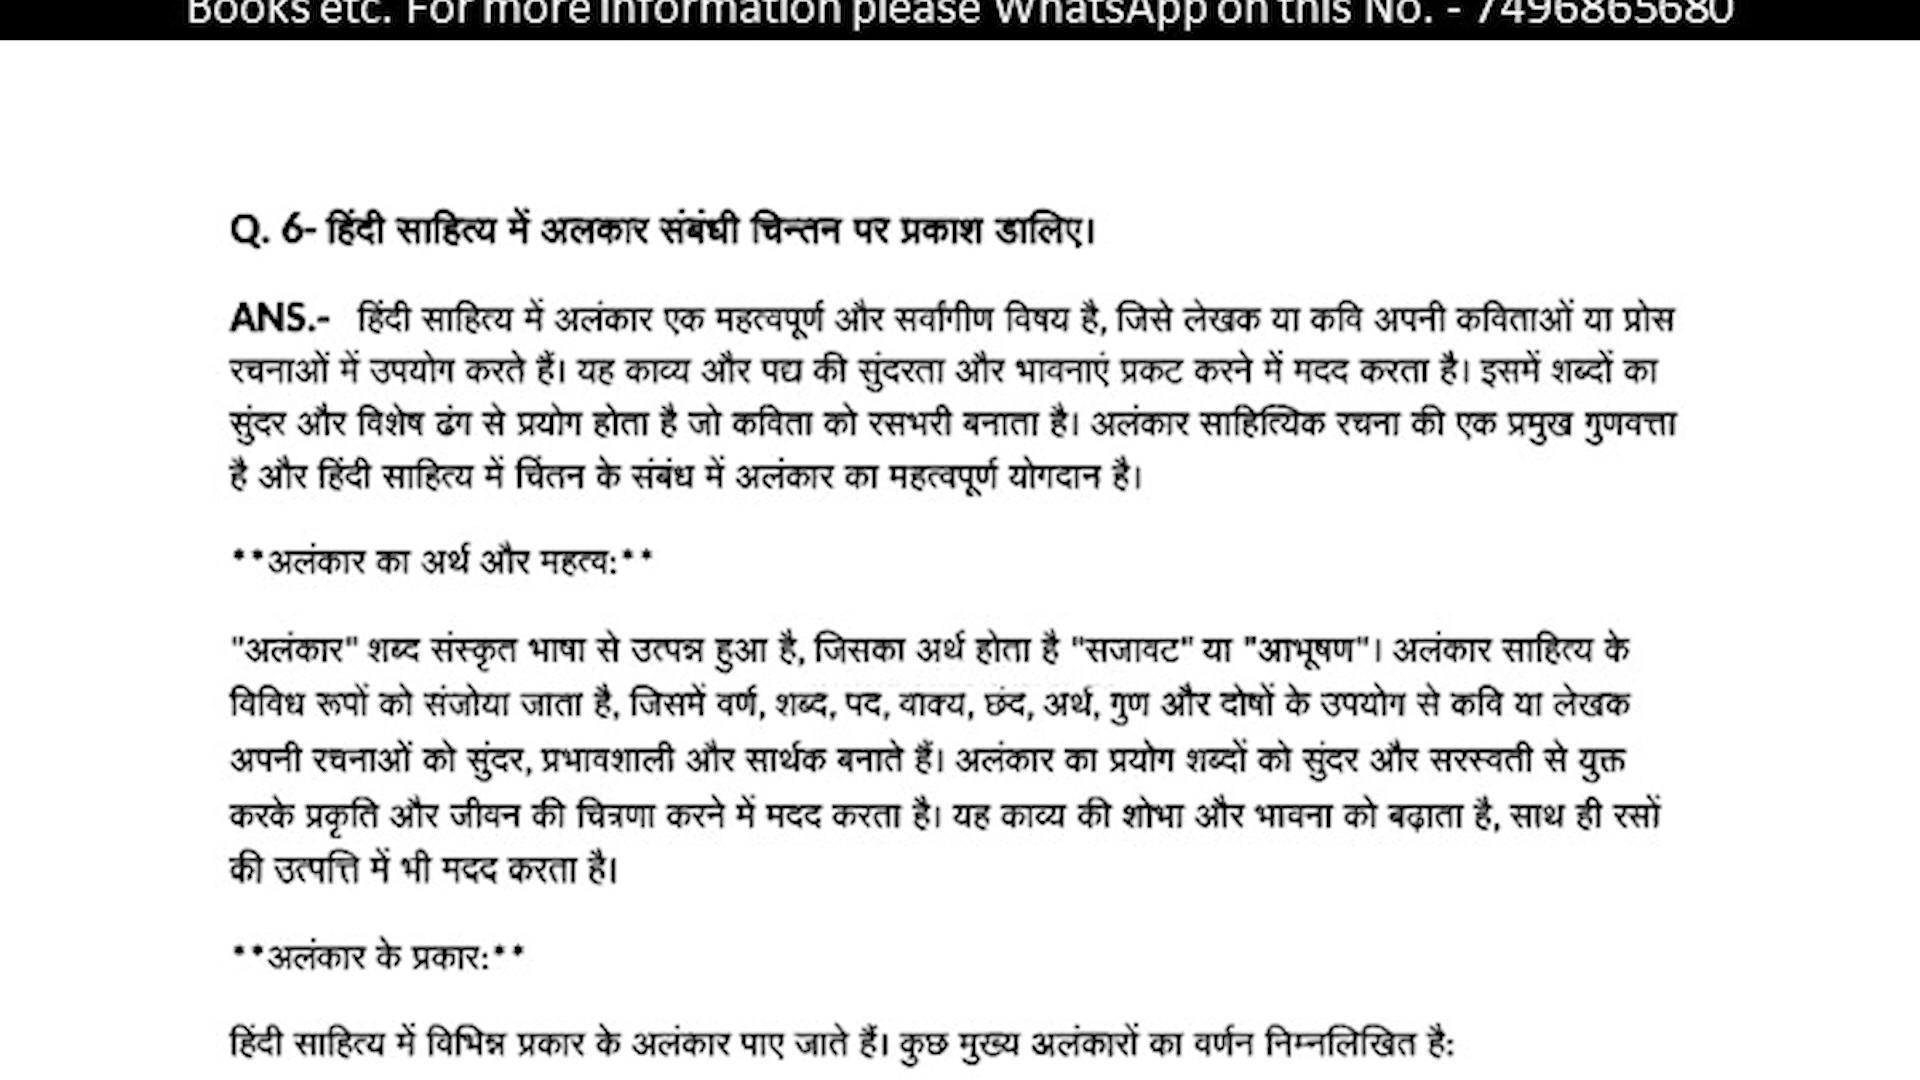 Books etc. For more information please WhatsApp on this No. - 7496865680
Q. 6- हिंदी साहित्य में अलकार संबंधी चिन्तन पर प्रकाश डालिए।
ANS.- हिंदी साहित्य में अलंकार एक महत्वपूर्ण और सर्वांगीण विषय है, जिसे लेखक या कवि अपनी कविताओं या प्रोस
रचनाओं में उपयोग करते हैं। यह काव्य और पद्य की सुंदरता और भावनाएं प्रकट करने में मदद करता है। इसमें शब्दों का
सुंदर और विशेष ढंग से प्रयोग होता है जो कविता को रसभरी बनाता है। अलंकार साहित्यिक रचना की एक प्रमुख गुणवत्ता
है और हिंदी साहित्य में चिंतन के संबंध में अलंकार का महत्वपूर्ण योगदान है।
**अलंकार का अर्थ और महत्व:**
"अलंकार" शब्द संस्कृत भाषा से उत्पन्न हुआ है, जिसका अर्थ होता है "सजावट" या "आभूषण"। अलंकार साहित्य के
विविध रूपों को संजोया जाता है, जिसमें वर्ण, शब्द, पद, वाक्य, छंद, अर्थ, गुण और दोषों के उपयोग से कवि या लेखक
अपनी रचनाओं को सुंदर, प्रभावशाली और सार्थक बनाते हैं। अलंकार का प्रयोग शब्दों को सुंदर और सरस्वती से युक्त
करके प्रकृति और जीवन की चित्रणा करने में मदद करता है। यह काव्य की शोभा और भावना को बढ़ाता है, साथ ही रसों
की उत्पत्ति में भी मदद करता है।
**अलंकार के प्रकार:**
हिंदी साहित्य में विभिन्न प्रकार के अलंकार पाए जाते हैं। कुछ मुख्य अलंकारों का वर्णन निम्नलिखित है: